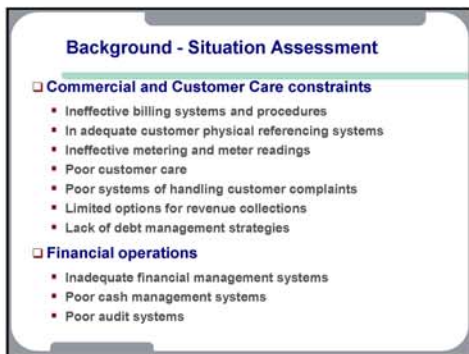 Background - Situation Assessment
Commercial and Customer Care constraints
Ineffective billing systems and procedures
In adequate customer physical referencing systems
Ineffective metering and meter readings
Poor customer care
Poor systems of handling customer complaints
Limited options for revenue collections
Lack of debt management strategies
Financial operations
Inadequate financial management systems
Poor cash management systems
Poor audit systems